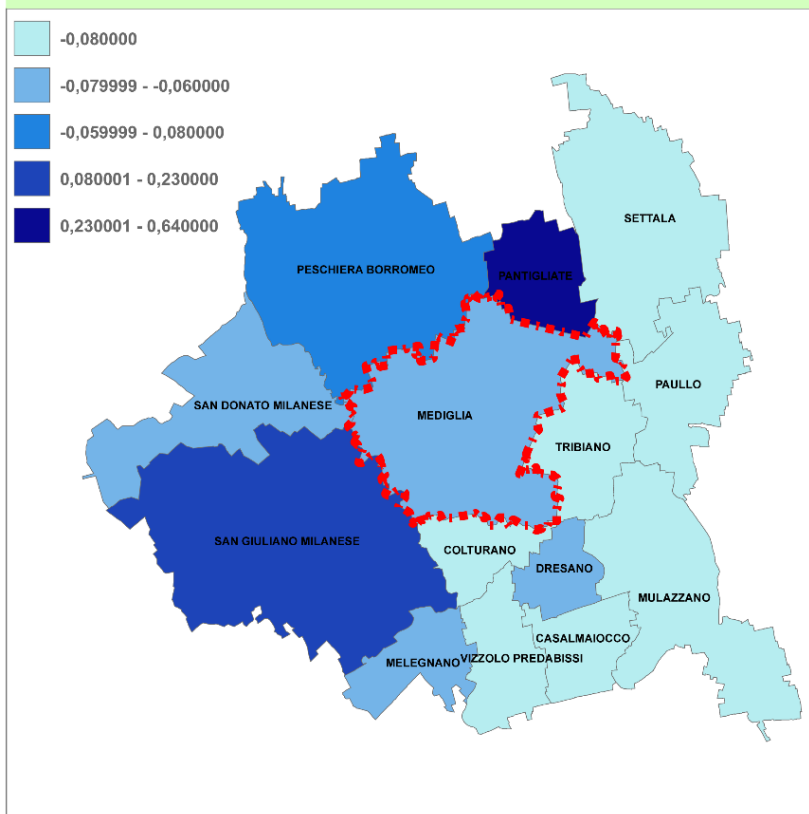 -0,080000
-0,079999 - -0,060000
-0,059999 - 0,080000
0,080001 - 0,230000
0,230001 - 0,640000
SETTALA
PESCHIERA BORROMEO
PANTIGLIATE
PAULLO
SAN DONATO MILANESE
MEDIGLIA
TRIBIANO
SAN GIULIANO MILANESE
COLTURANO
DRESANO
MULAZZANO
CASALMAIOCCO
MELEGNANO
VIZZOLO PREDABISSI